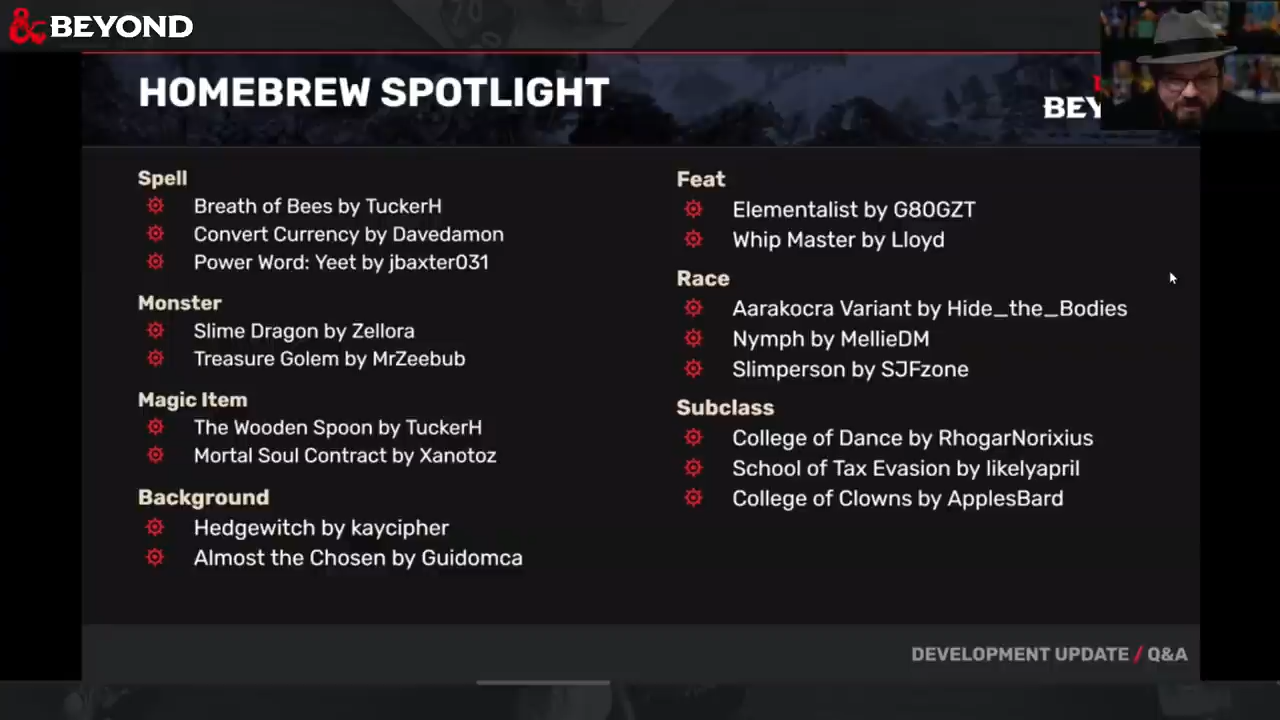 BEYOND
HOMEBREW SPOTLIGHT
Spell
Breath of Bees by TuckerH
Convert Currency by Davedamon
Power Word: Yeet by jbaxter031
Monster
Slime Dragon by Zellora
Treasure Golem by MrZeebub
Magic Item
The Wooden Spoon by TuckerH
Mortal Soul Contract by Xanotoz
Background
Hedgewitch by kaycipher
Almost the Chosen by Guidomca
Feat
Elementalist by G80GZT
Whip Master by Lloyd
Race
Aarakocra Variant by Hide_the_Bodies
Nymph by MellieDM
Slimperson by SJFzone
Subclass
College of Dance by RhogarNorixius
School of Tax Evasion by likelyapril
College of Clowns by ApplesBard
DEVELOPMENT UPDATE / Q&A